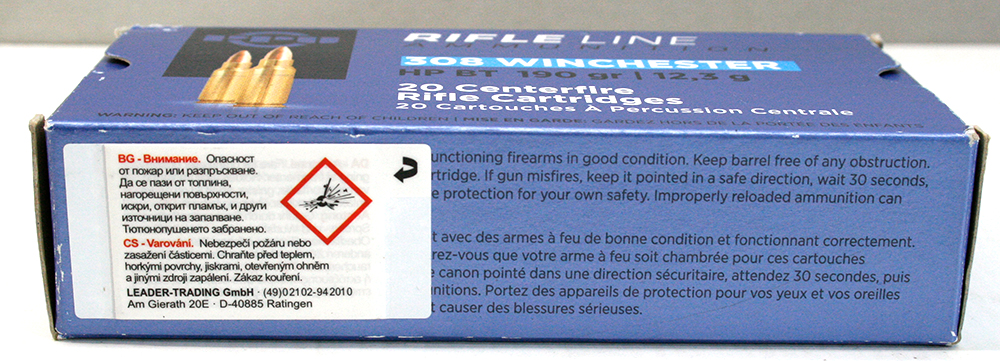 RIFLE LINE
AMMUNITION
308 WINCHESTER
HP BT 190 gr | 12,3 g
20 Centerfire
Rifle Cartridges
20 Cartouches À Percussion Centrale
WARNING: KEEP OUT OF REACH OF CHILDREN | MISE EN GARDE: GARDEZ HORS DE LA PORTÉE DES ENFANTS
BG - Внимание. Опасност
от пожар или разпръскване.
Да се пази от топлина,
нагорещени повърхности,
искри, открит пламък, и други
източници на запалване.
Тютюнопушенето забранено.
CS - Varování. Nebezpečí požáru nebo
zasažení částicemi. Chraňte před teplem,
horkými povrchy, jiskrami, otevřeným ohněm
a jinými zdroji zapálení. Zákaz kouření.
LEADER-TRADING GmbH · (49)02102-942010
Am Gierath 20E · D-40885 Ratingen
unctioning firearms in good condition. Keep barrel free of any obstruction.
rtridge. If gun misfires, keep it pointed in a safe direction, wait 30 seconds,
e protection for your own safety. Improperly reloaded ammunition can
t avec des armes à feu de bonne condition et fonctionnant correctement.
rez-vous que votre arme à feu soit chambrée pour ces cartouches
e canon pointé dans une direction sécuritaire, attendez 30 secondes, puis
nitions. Portez des appareils de protection pour vos yeux et vos oreilles
t causer des blessures sérieuses.